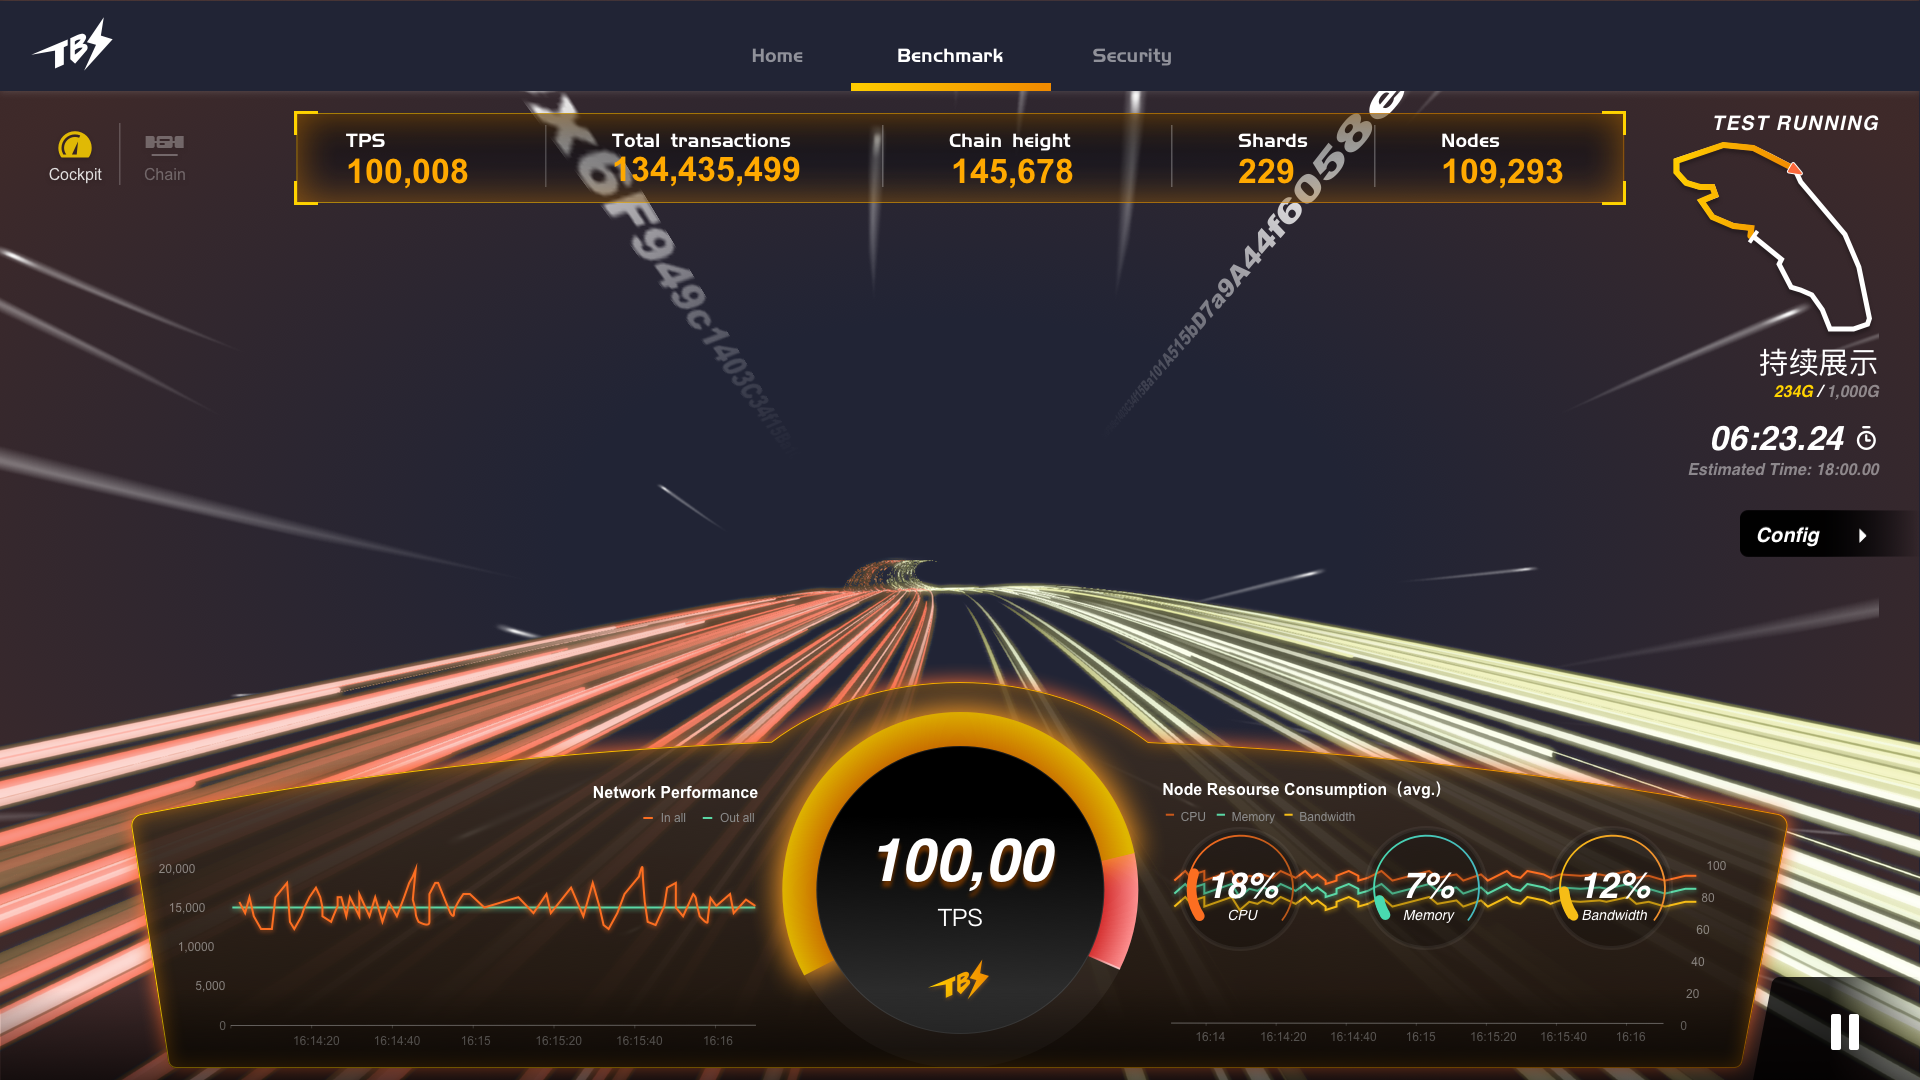 TBS
Home
Benchmark
Security
Cockpit
Chain
TPS
100,008
Total transactions
134,435,499
Chain height
145,678
Shards
229
Nodes
109,293
TEST RUNNING
持续展示
234G / 1,000G
06:23.24
Estimated Time: 18:00.00
Config
Network Performance
In all
Out all
20,000
15,000
1,0000
5,000
0
16:14:20
16:14:40
16:15
16:15:20
16:15:40
16:16
100,00
TPS
TBS
Node Resourse Consumption (avg.)
CPU
Memory
Bandwidth
18%
CPU
7%
Memory
12%
Bandwidth
100
80
60
40
20
0
16:14
16:14:20
16:14:40
16:15
16:15:20
16:15:40
16:16